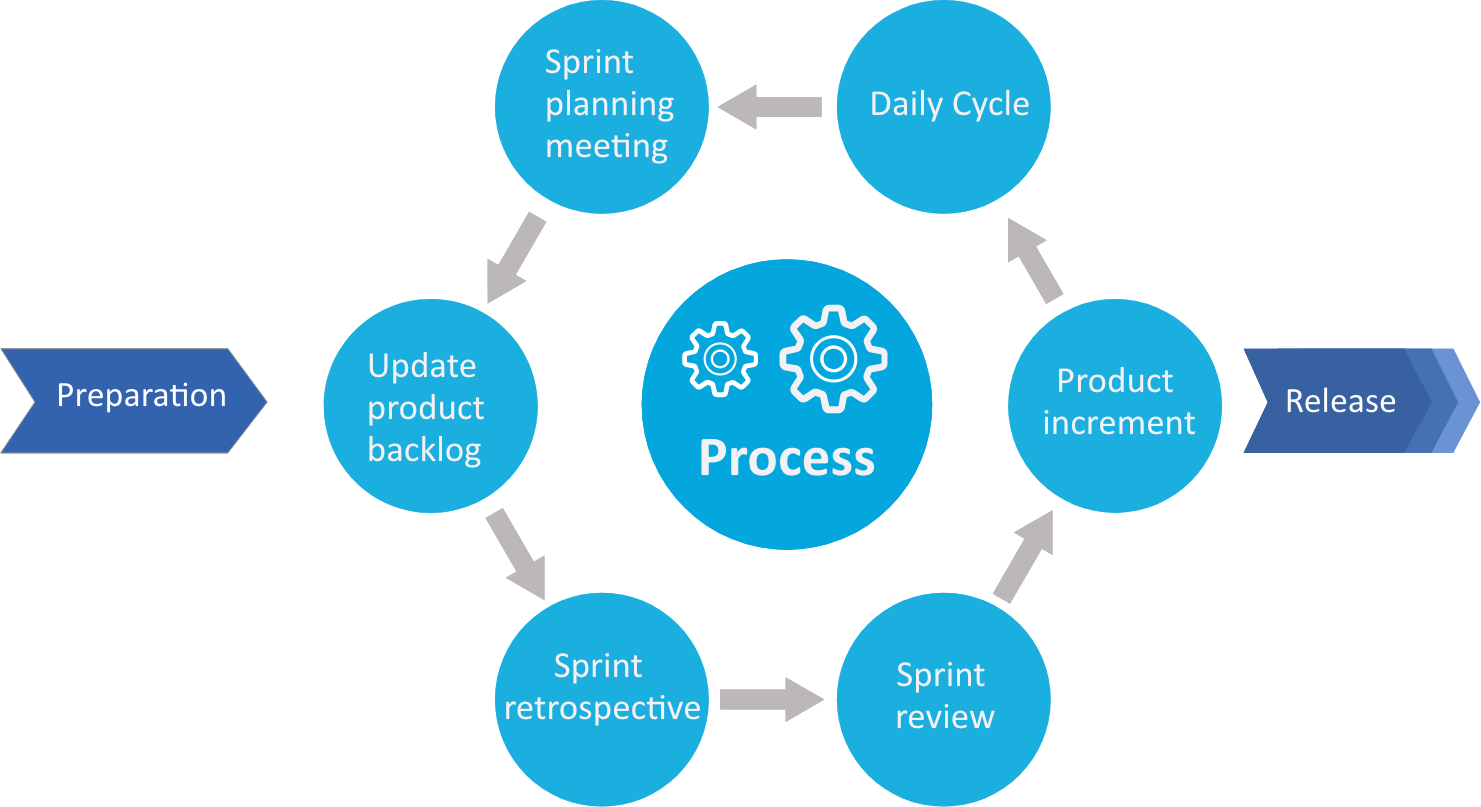 Sprint
planning
meeting
Daily Cycle
Preparation
Update
product
backlog
Process
Product
increment
Release
Sprint
retrospective
Sprint
review